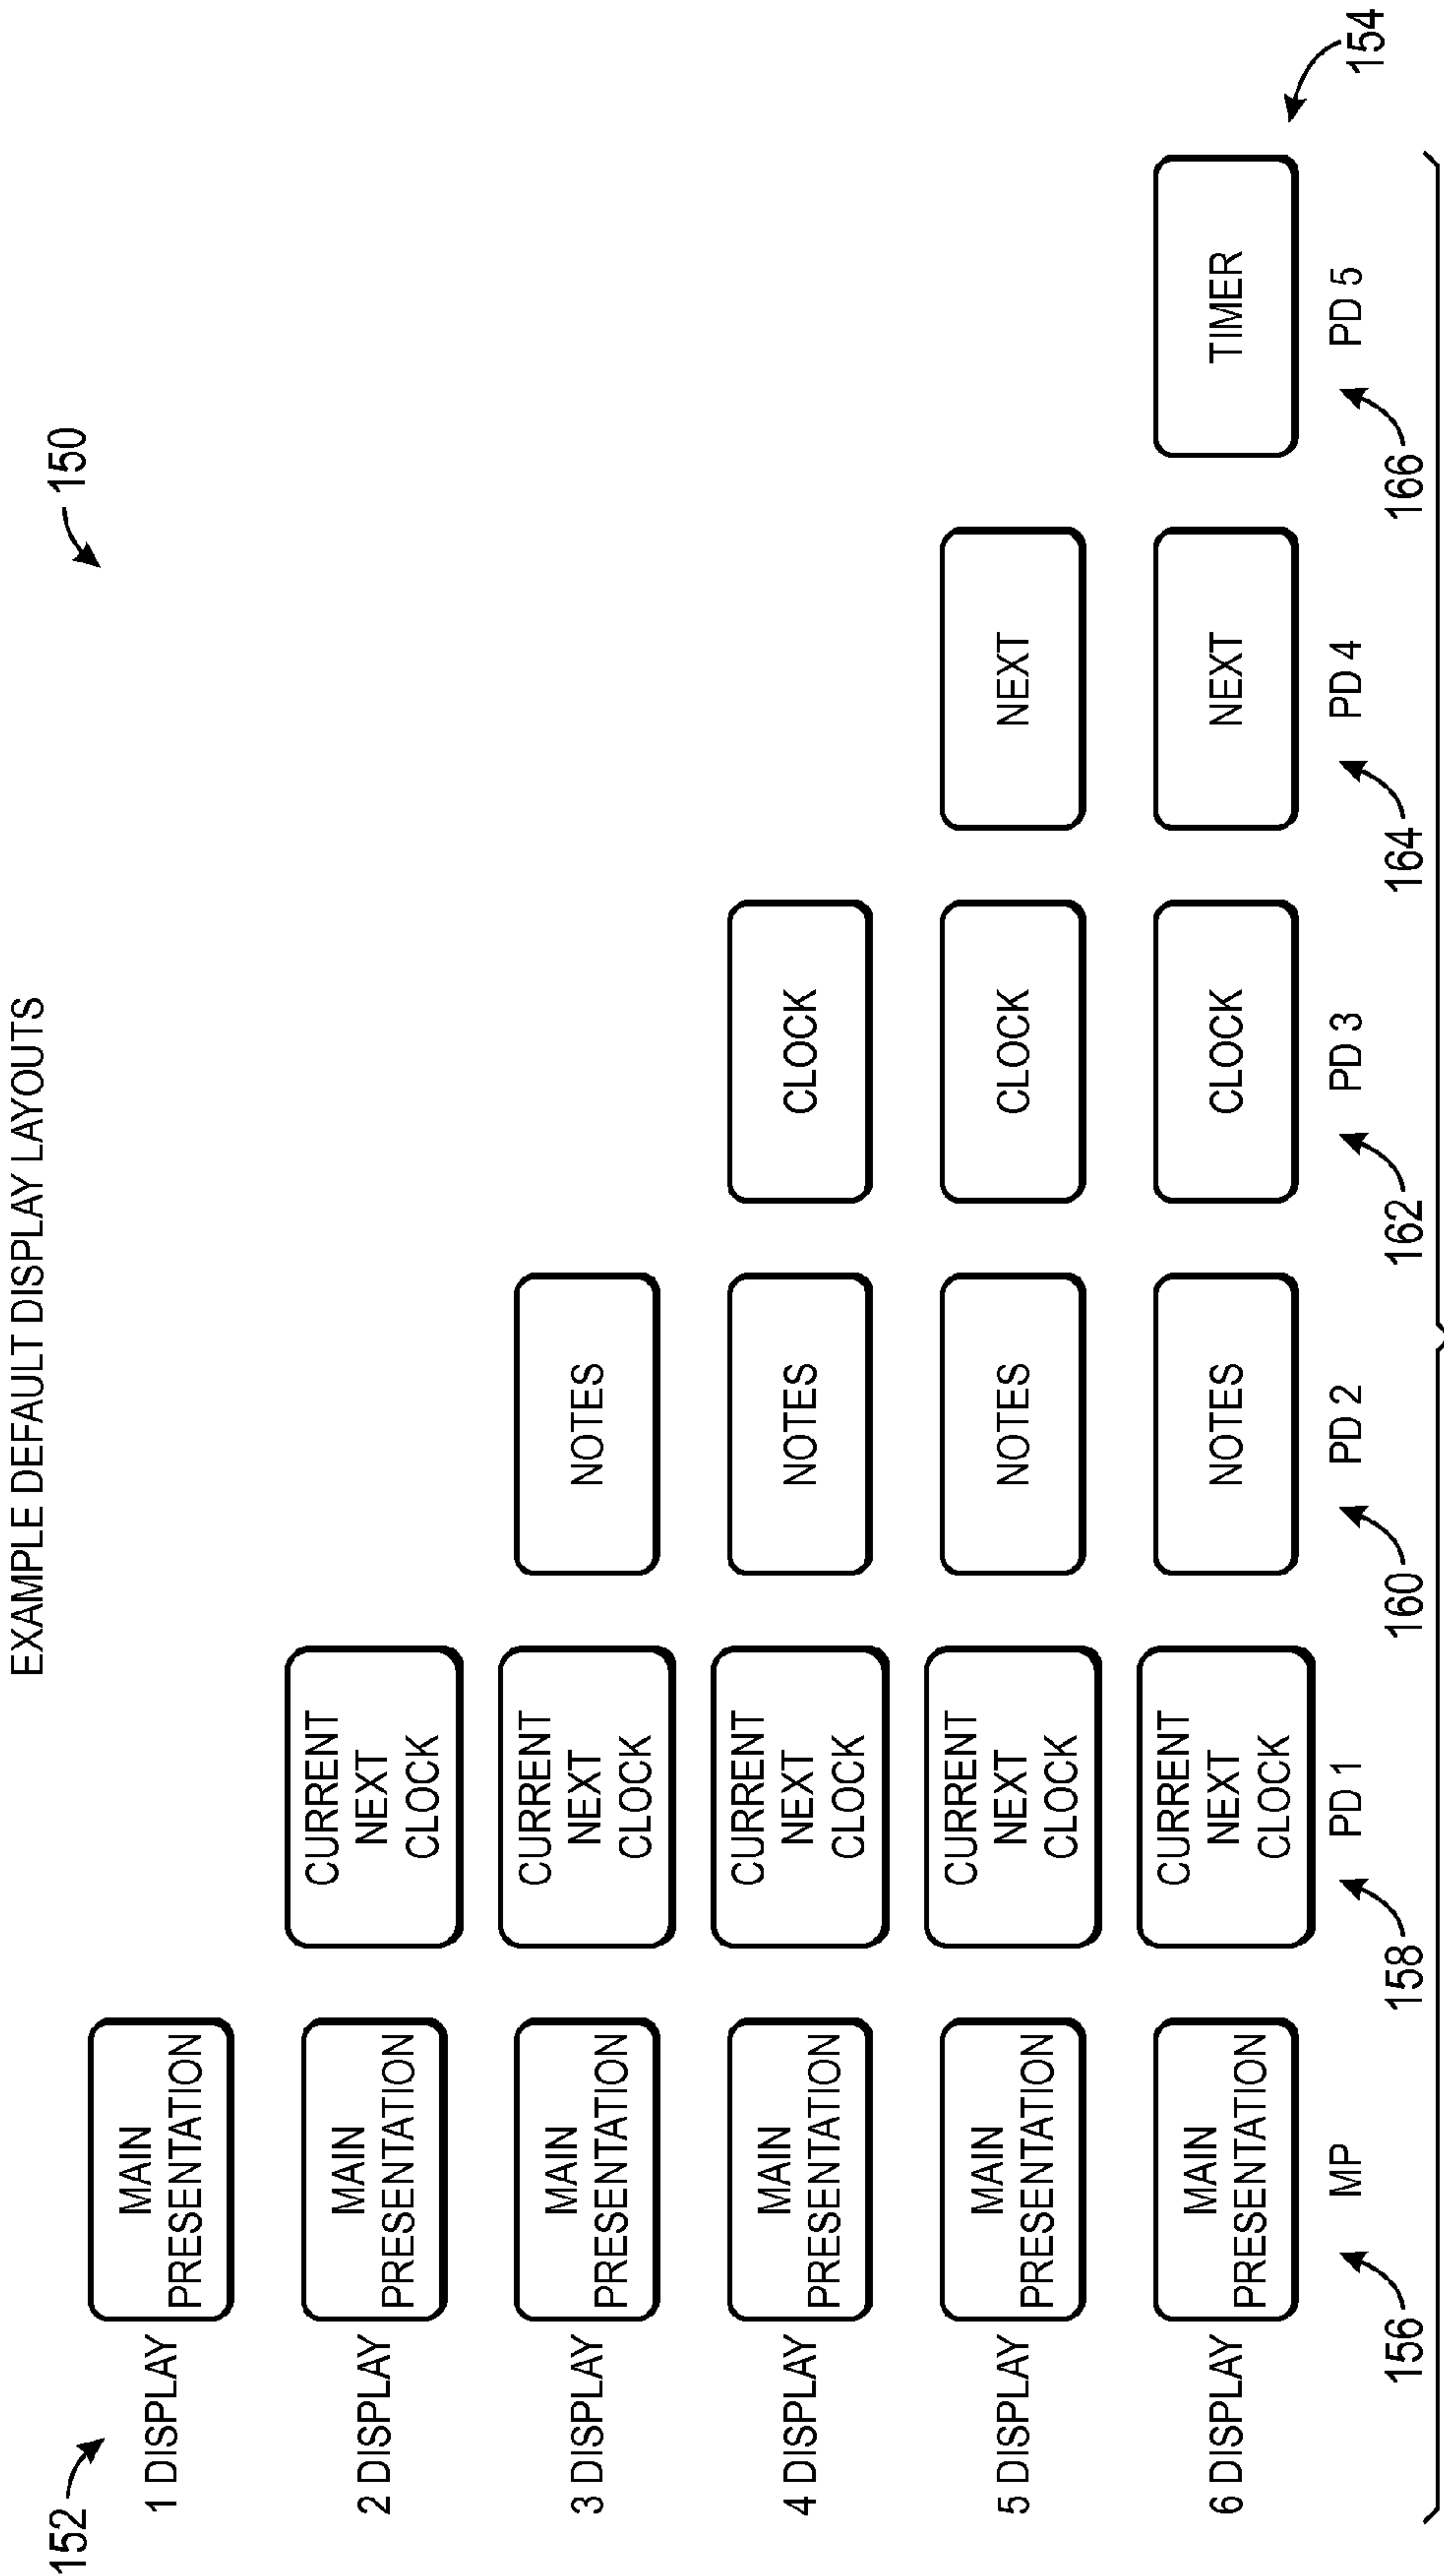 EXAMPLE DEFAULT DISPLAY LAYOUTS
150
152
1 DISPLAY
MAIN
PRESENTATION
2 DISPLAY
MAIN
PRESENTATION
CURRENT
NEXT
CLOCK
3 DISPLAY
MAIN
PRESENTATION
CURRENT
NEXT
CLOCK
NOTES
4 DISPLAY
MAIN
PRESENTATION
CURRENT
NEXT
CLOCK
NOTES
CLOCK
5 DISPLAY
MAIN
PRESENTATION
CURRENT
NEXT
CLOCK
NOTES
CLOCK
NEXT
6 DISPLAY
MAIN
PRESENTATION
CURRENT
NEXT
CLOCK
NOTES
CLOCK
NEXT
TIMER
154
MP
PD 1
PD 2
PD 3
PD 4
PD 5
156
158
160
162
164
166